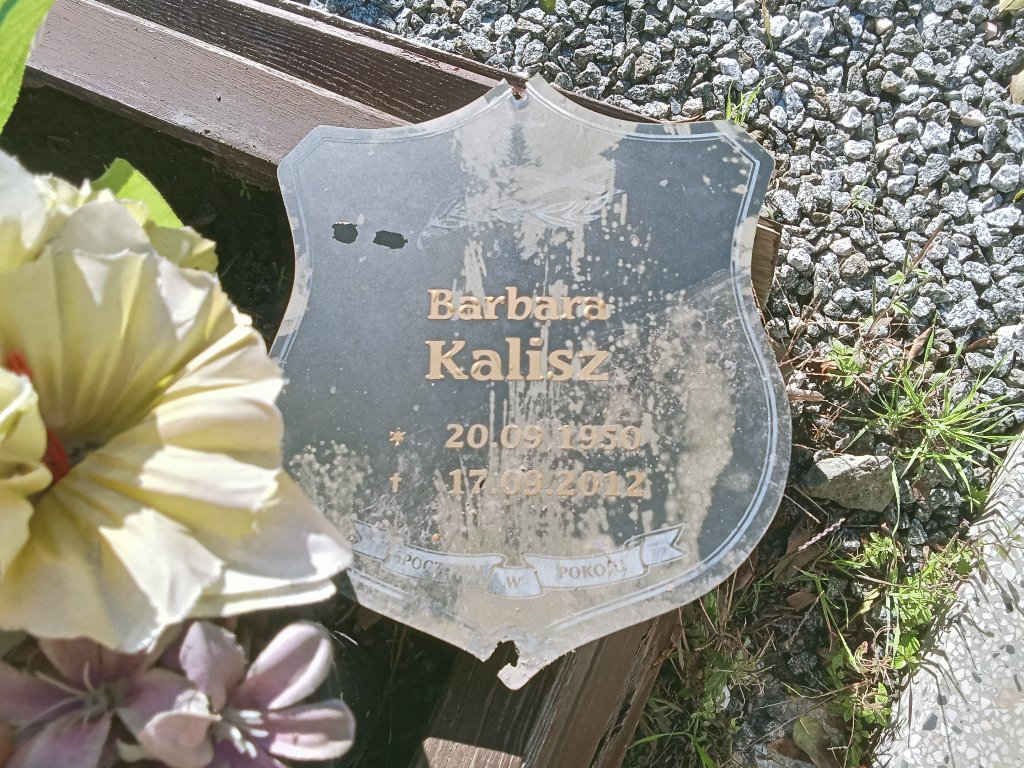 Barbara
Kalisz
* 20.09.1950
† 17.09.2012
W POKOJU